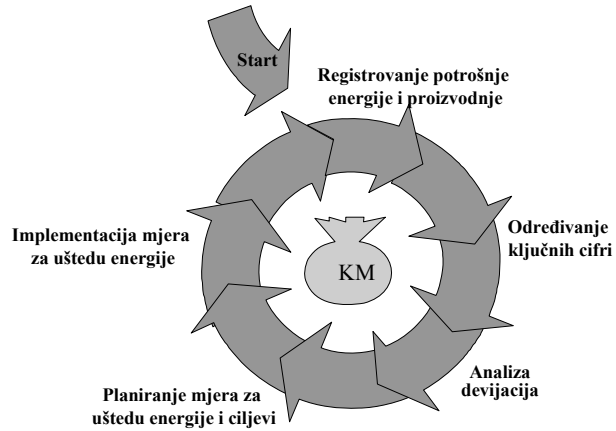 Start
Registrovanje potrošnje
energije i proizvodnje
Određivanje
ključnih cifri
Analiza
devijacija
Planiranje mjera za
uštedu energije i ciljevi
Implementacija mjera
za uštedu energije
KM